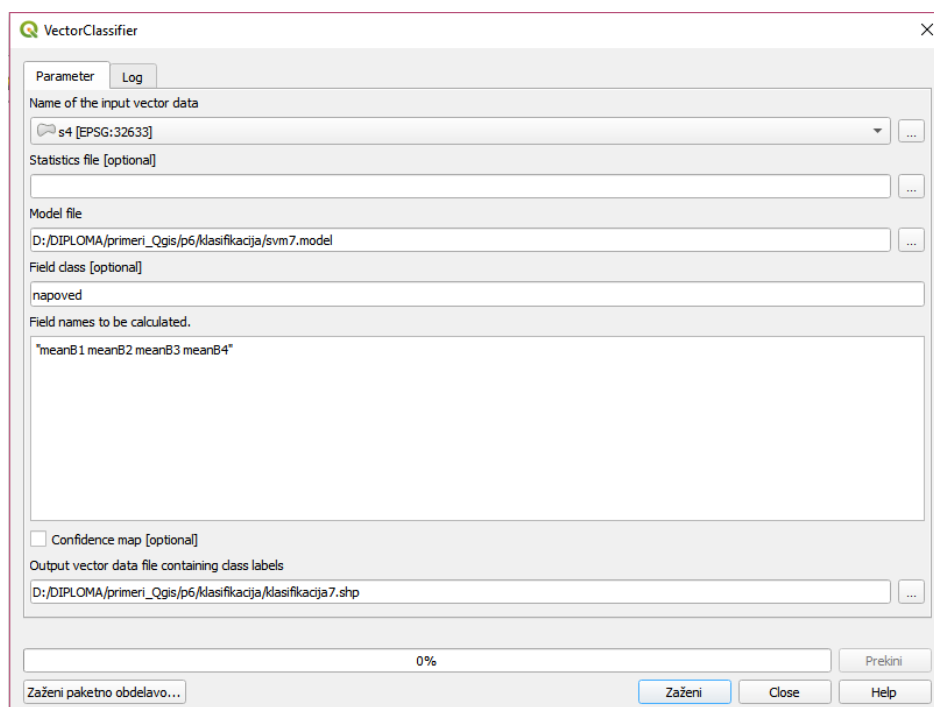 VectorClassifier
Parameter Log
Name of the input vector data
s4 [EPSG:32633]
...
Statistics file [optional]
...
Model file
D:/DIPLOMA/primeri_Qgis/p6/klasifikacija/svm7.model
...
Field class [optional]
napoved
Field names to be calculated.
"meanB1 meanB2 meanB3 meanB4"
Confidence map [optional]
Output vector data file containing class labels
D:/DIPLOMA/primeri_Qgis/p6/klasifikacija/klasifikacija7.shp
...
0%
Prekini
Zaženi paketno obdelavo...
Zaženi
Close
Help